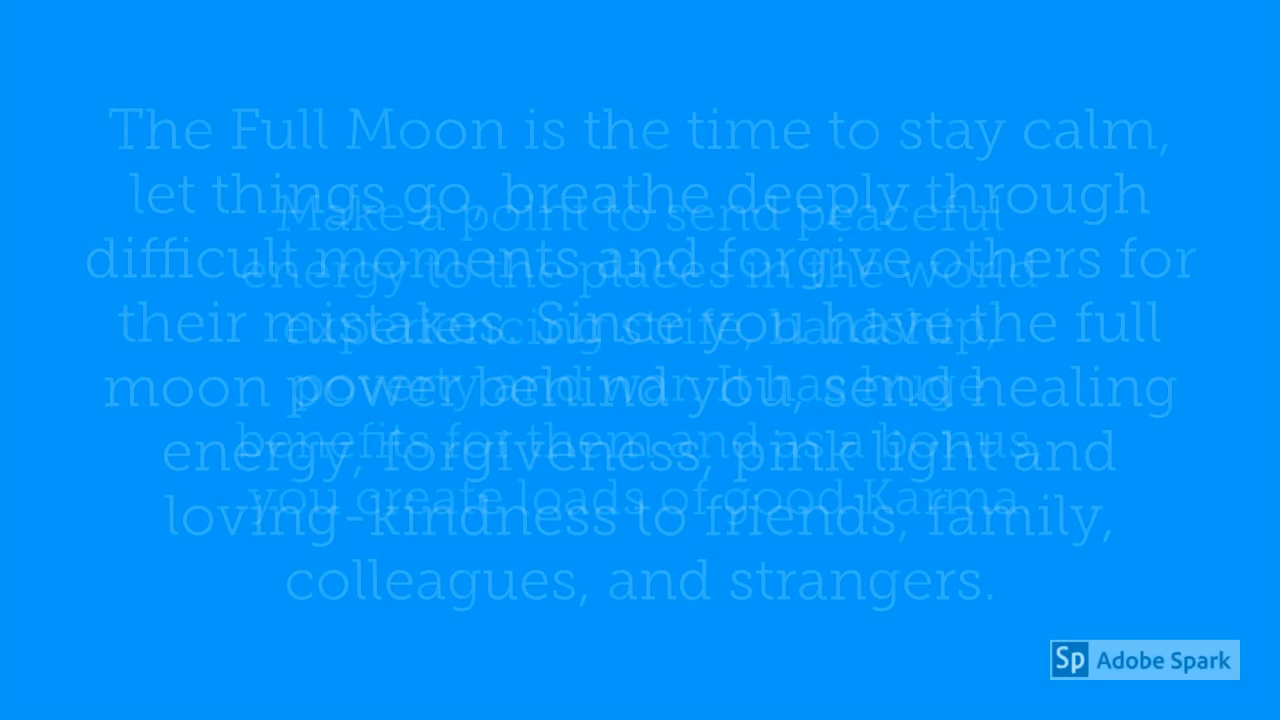 The Full Moon is the time to stay calm,
let things go, breathe deeply through
difficult moments and forgive others for
their mistakes. Since you have the full
moon power behind you, send healing
energy, forgiveness, pink light and
loving-kindness to friends, family,
colleagues, and strangers.
Make a point to send peaceful
energy to the places in the world
experiencing strife, hardship,
poverty and war. It has huge
benefits for them and as a bonus,
you create loads of good Karma.
Sp Adobe Spark